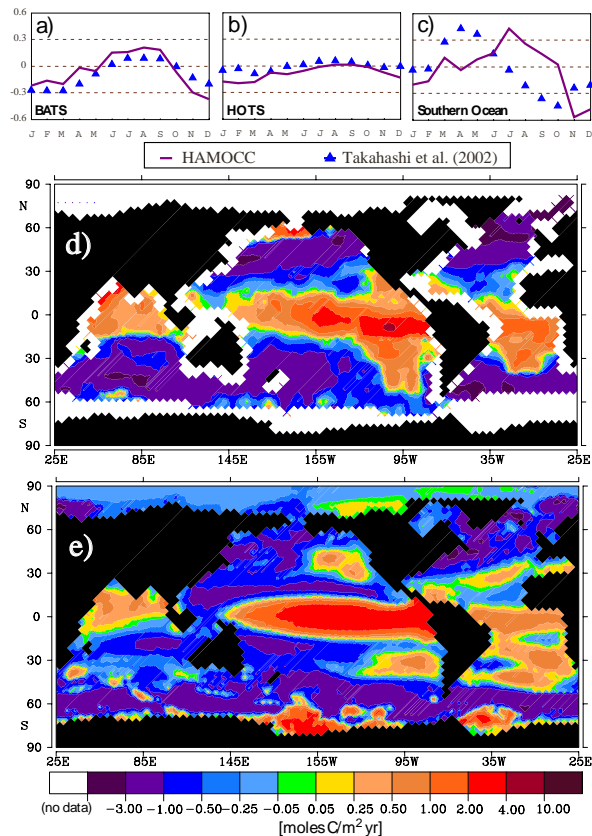 a) b) c)
0.6
0.3
0
-0.3
-0.6
BATS HOTS Southern Ocean
J F M A M J J A S O N D J F M A M J J A S O N D J F M A M J J A S O N D
HAMOCC Takahashi et al. (2002)
d)
90
N
60
30
0
30
60
S
90
25E 85E 145E 155W 95W 35W 25E
e)
90
N
60
30
0
30
60
S
90
25E 85E 145E 155W 95W 35W 25E
(no data) −3.00 −1.00 −0.50 −0.25 −0.05 0.05 0.25 0.50 1.00 2.00 4.00 10.00
[moles C/m² yr]